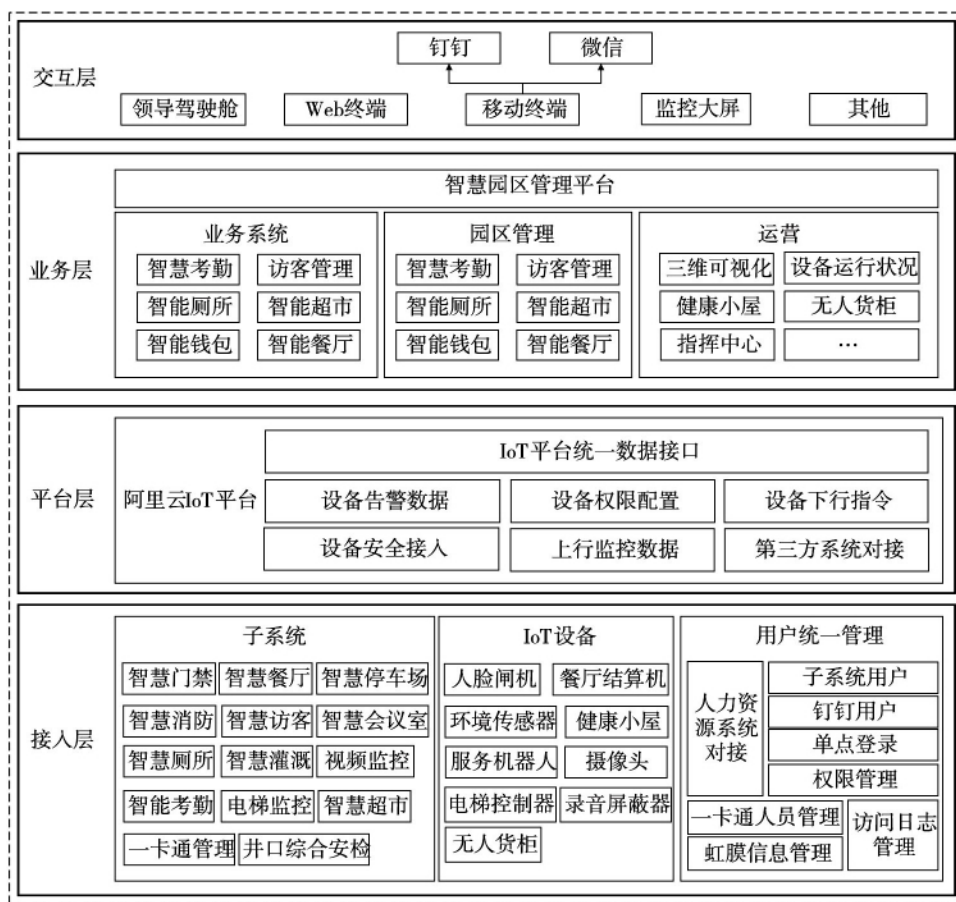 钉钉 微信
交互层
领导驾驶舱 Web终端 移动终端 监控大屏 其他
智慧园区管理平台
业务层
业务系统
智慧考勤 访客管理
智能厕所 智能超市
智能钱包 智能餐厅
园区管理
智慧考勤 访客管理
智能厕所 智能超市
智能钱包 智能餐厅
运营
三维可视化 设备运行状况
健康小屋 无人货柜
指挥中心 …
平台层
阿里云IoT平台
IoT平台统一数据接口
设备告警数据 设备权限配置 设备下行指令
设备安全接入 上行监控数据 第三方系统对接
接入层
子系统
智慧门禁 智慧餐厅 智慧停车场
智慧消防 智慧访客 智慧会议室
智慧厕所 智慧灌溉 视频监控
智能考勤 电梯监控 智慧超市
一卡通管理 井口综合安检
IoT设备
人脸闸机 餐厅结算机
环境传感器 健康小屋
服务机器人 摄像头
电梯控制器 录音屏蔽器
无人货柜
用户统一管理
人力资
源系统
对接
子系统用户
钉钉用户
单点登录
权限管理
一卡通人员管理
虹膜信息管理
访问日志
管理